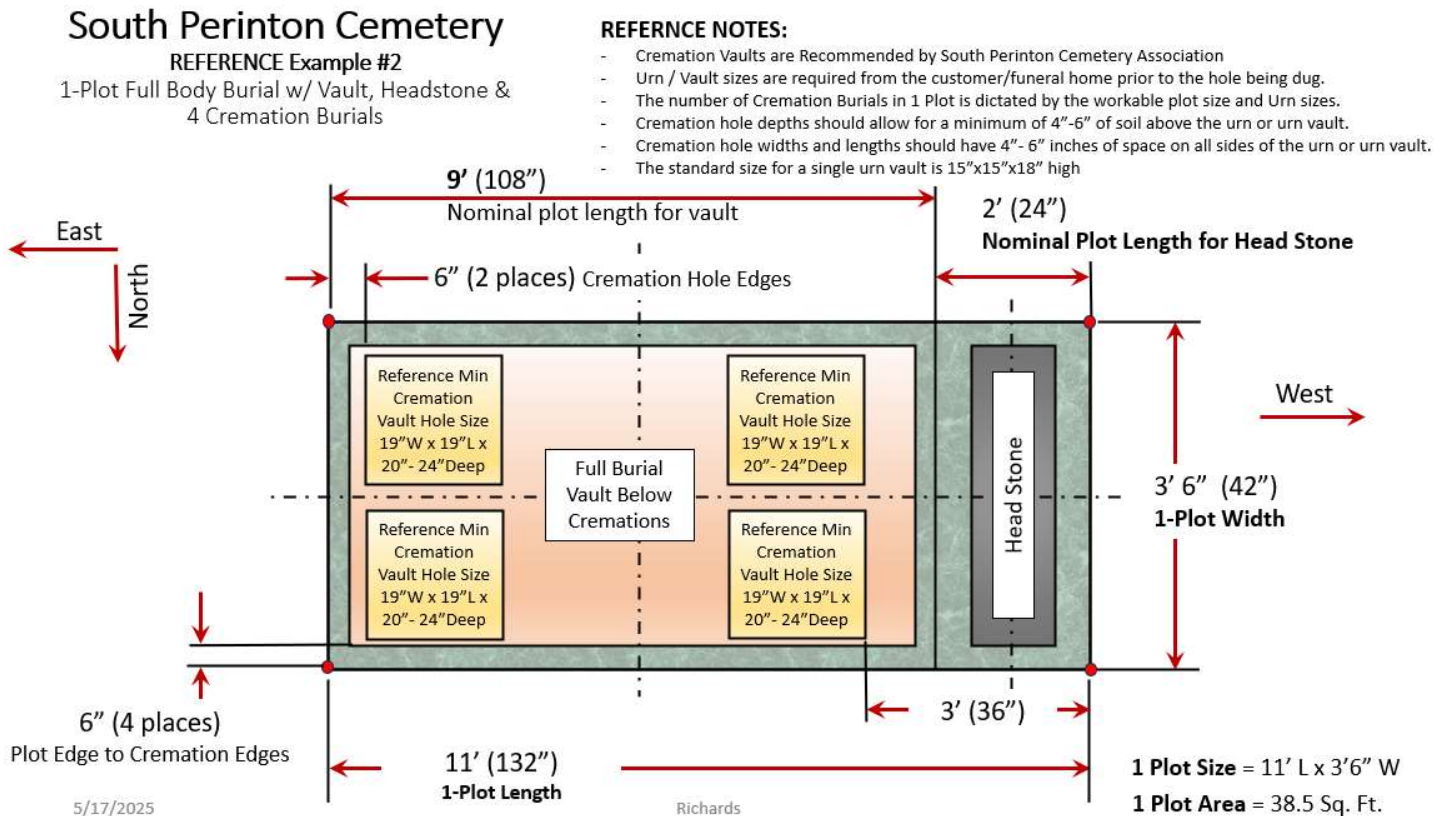 South Perinton Cemetery
REFERENCE Example #2
1-Plot Full Body Burial w/ Vault, Headstone &
4 Cremation Burials
REFERNCE NOTES:
- Cremation Vaults are Recommended by South Perinton Cemetery Association
- Urn / Vault sizes are required from the customer/funeral home prior to the hole being dug.
- The number of Cremation Burials in 1 Plot is dictated by the workable plot size and Urn sizes.
- Cremation hole depths should allow for a minimum of 4”-6” of soil above the urn or urn vault.
- Cremation hole widths and lengths should have 4”- 6” inches of space on all sides of the urn or urn vault.
- The standard size for a single urn vault is 15”x15”x18” high
9’ (108”)
Nominal plot length for vault
2’ (24”)
Nominal Plot Length for Head Stone
East
North
6” (2 places) Cremation Hole Edges
Reference Min
Cremation
Vault Hole Size
19”W x 19”L x
20”- 24”Deep
Reference Min
Cremation
Vault Hole Size
19”W x 19”L x
20”- 24”Deep
Full Burial
Vault Below
Cremations
Reference Min
Cremation
Vault Hole Size
19”W x 19”L x
20”- 24”Deep
Reference Min
Cremation
Vault Hole Size
19”W x 19”L x
20”- 24”Deep
Head Stone
West
3’ 6” (42”)
1-Plot Width
6” (4 places)
Plot Edge to Cremation Edges
3’ (36”)
11’ (132”)
1-Plot Length
1 Plot Size = 11’ L x 3’6” W
1 Plot Area = 38.5 Sq. Ft.
5/17/2025
Richards